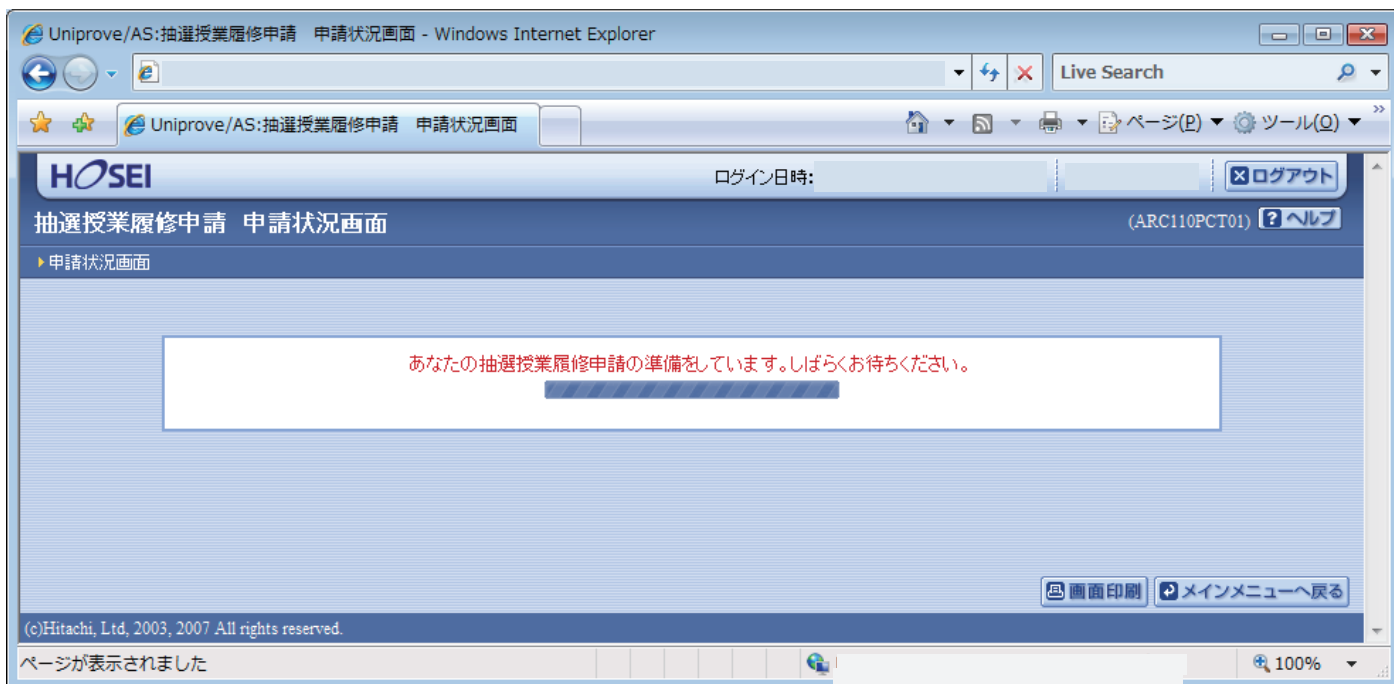 Uniprove/AS:抽選授業履修申請　申請状況画面 - Windows Internet Explorer
Live Search
Uniprove/AS:抽選授業履修申請　申請状況画面
ページ(P) ツール(O)
HOSEI ログイン日時: ログアウト
抽選授業履修申請　申請状況画面 (ARC110PCT01) ヘルプ
申請状況画面
あなたの抽選授業履修申請の準備をしています。しばらくお待ちください。
画面印刷 メインメニューへ戻る
(c)Hitachi, Ltd, 2003, 2007 All rights reserved.
ページが表示されました 100%